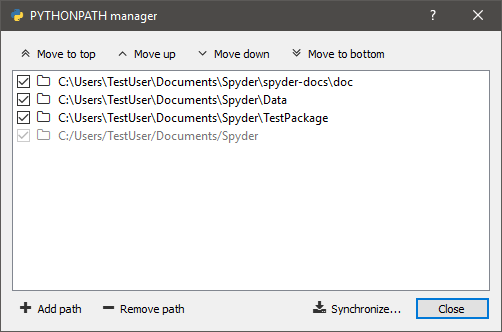 PYTHONPATH manager
Move to top Move up Move down Move to bottom
C:\Users\TestUser\Documents\Spyder\spyder-docs\doc
C:\Users\TestUser\Documents\Spyder\Data
C:\Users\TestUser\Documents\Spyder\TestPackage
C:/Users/TestUser/Documents/Spyder
Add path Remove path Synchronize... Close